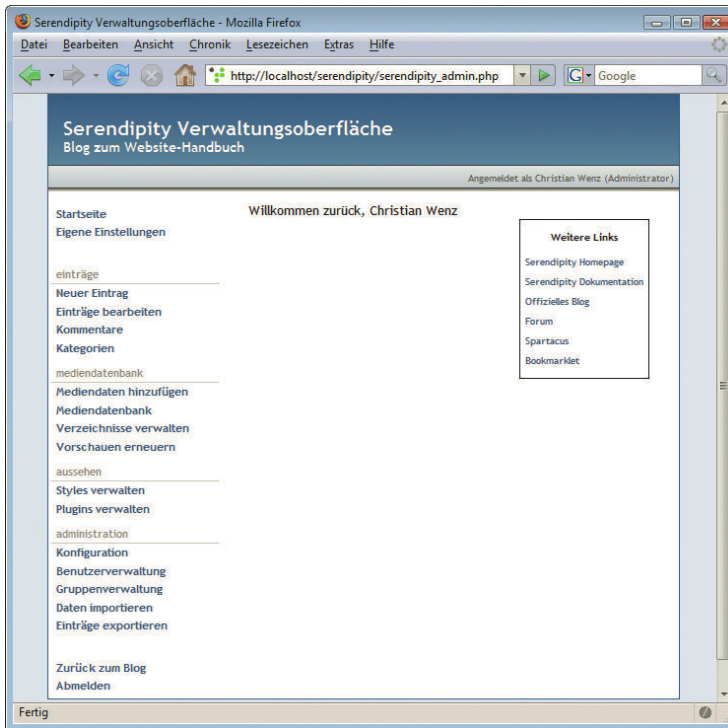 Serendipity Verwaltungsoberfläche - Mozilla Firefox
Datei Bearbeiten Ansicht Chronik Lesezeichen Extras Hilfe
http://localhost/serendipity/serendipity_admin.php
G Google
Serendipity Verwaltungsoberfläche
Blog zum Website-Handbuch
Angemeldet als Christian Wenz (Administrator)
Startseite
Eigene Einstellungen
einträge
Neuer Eintrag
Einträge bearbeiten
Kommentare
Kategorien
mediendatenbank
Mediendaten hinzufügen
Mediendatenbank
Verzeichnisse verwalten
Vorschauen erneuern
aussehen
Styles verwalten
Plugins verwalten
administration
Konfiguration
Benutzerverwaltung
Gruppenverwaltung
Daten importieren
Einträge exportieren
Zurück zum Blog
Abmelden
Willkommen zurück, Christian Wenz
Weitere Links
Serendipity Homepage
Serendipity Dokumentation
Offizielles Blog
Forum
Spartacus
Bookmarklet
Fertig